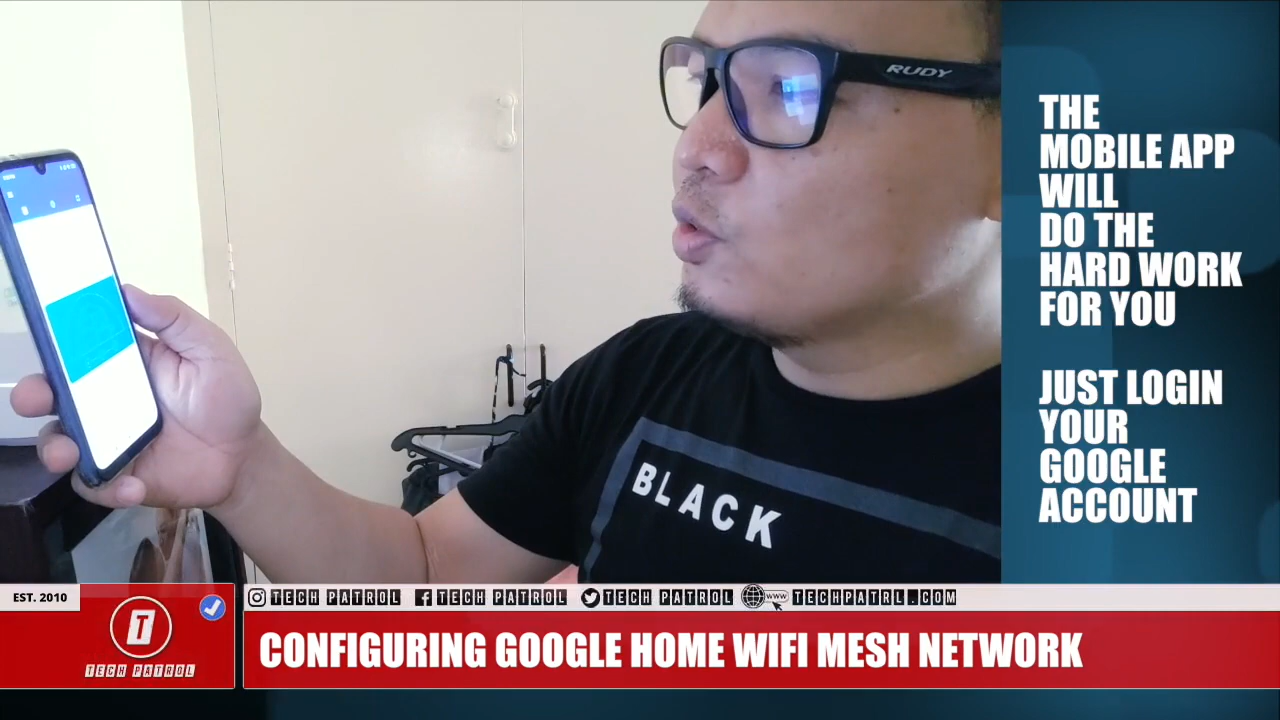 RUDY
THE
MOBILE APP
WILL
DO THE
HARD WORK
FOR YOU
JUST LOGIN
YOUR
GOOGLE
ACCOUNT
BLACK
EST. 2010
T
TECH PATROL
TECH PATROL TECH PATROL TECH PATROL WWW TECHPATRL.COM
CONFIGURING GOOGLE HOME WIFI MESH NETWORK